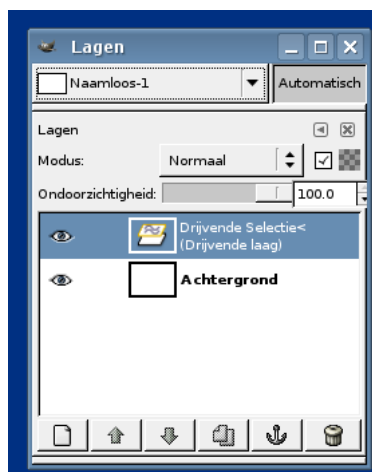 Lagen
Naamloos-1
Automatisch
Lagen
Modus:
Normaal
Ondoorzichtigheid:
100.0
Drijvende Selectie<
(Drijvende laag)
Achtergrond